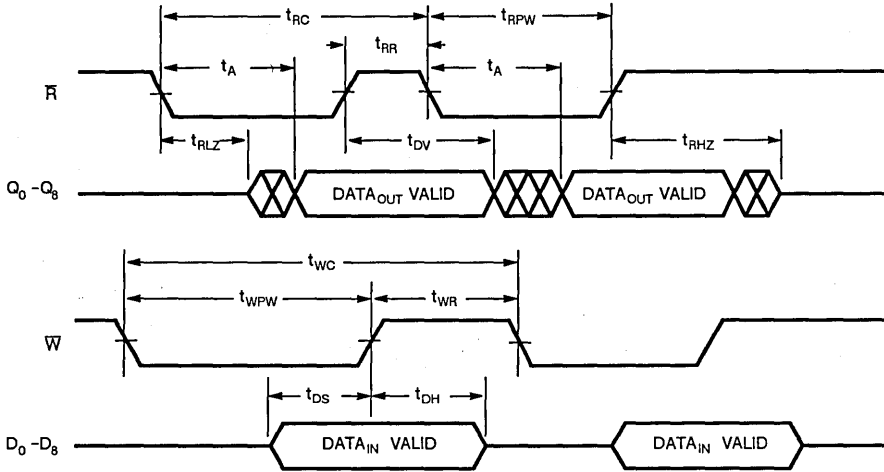 tRC tRPW
tRR
tA tA
R̅
tRLZ tDV tRHZ
Q0 -Q8 DATAOUT VALID DATAOUT VALID
tWC
tWPW tWR
W̅
tDS tDH
D0 -D8 DATAIN VALID DATAIN VALID